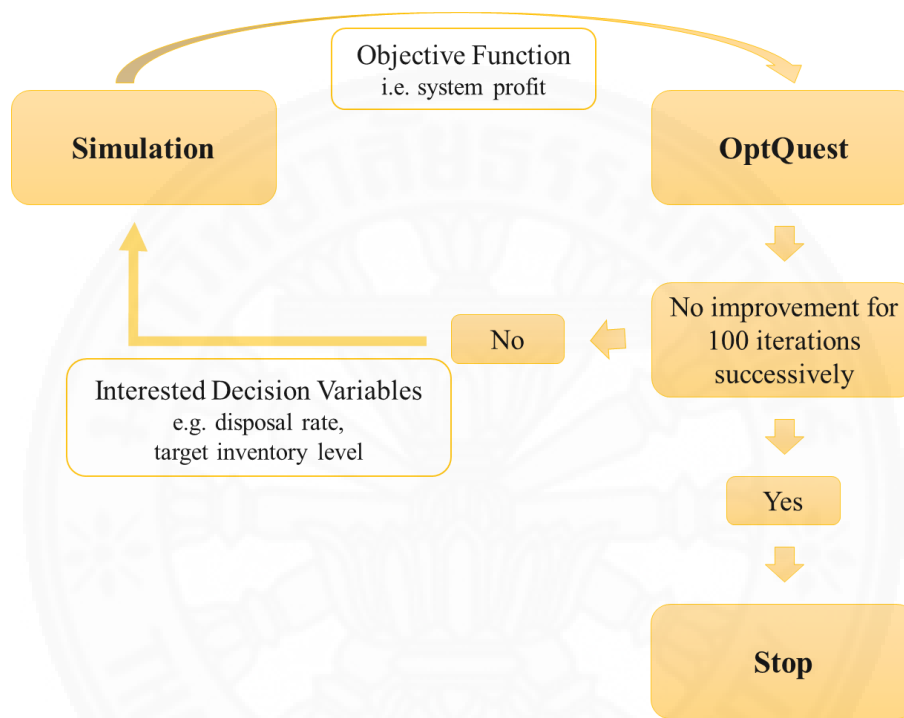 Objective Function
i.e. system profit
Simulation
OptQuest
No improvement for
100 iterations
successively
No
Interested Decision Variables
e.g. disposal rate,
target inventory level
Yes
Stop